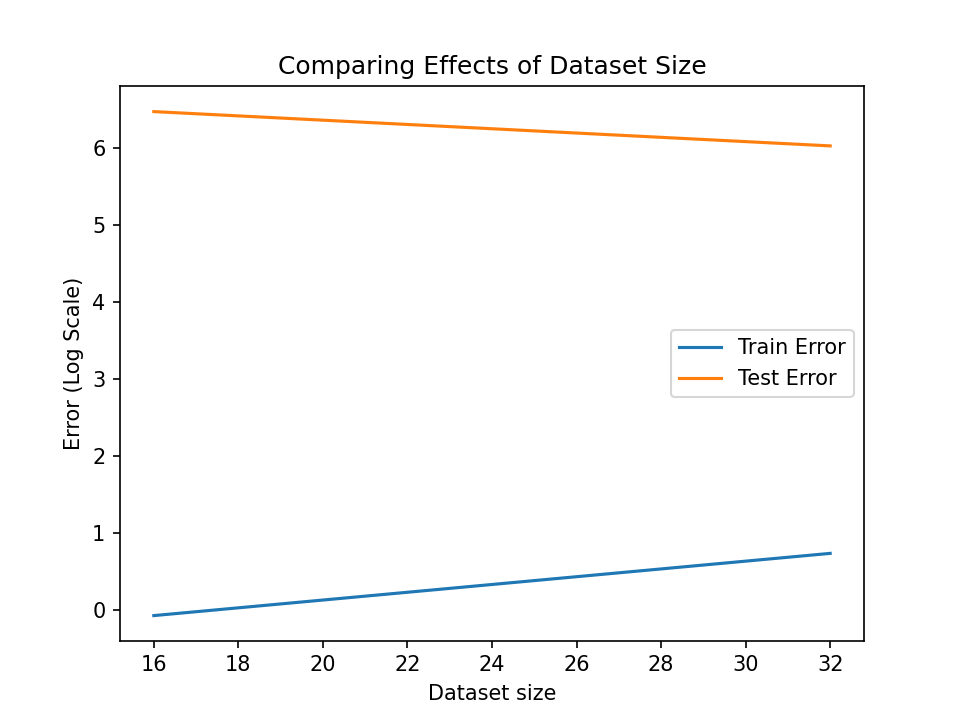 Comparing Effects of Dataset Size
6
5
4
3
2
1
0
Error (Log Scale)
Train Error
Test Error
16 18 20 22 24 26 28 30 32
Dataset size